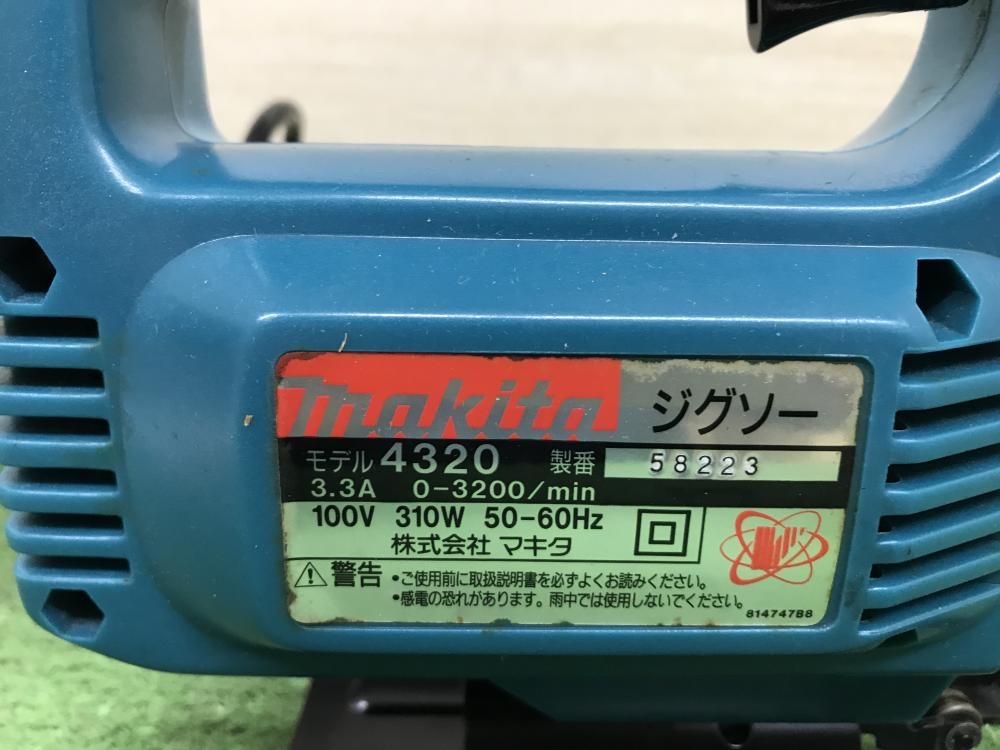 makita ジグソー
モデル 4320 製番 58223
3.3A 0-3200/min
100V 310W 50-60Hz
株式会社 マキタ
警告 •ご使用前に取扱説明書を必ずよくお読みください。
•感電の恐れがあります。雨中では使用しないでください。
814747B8